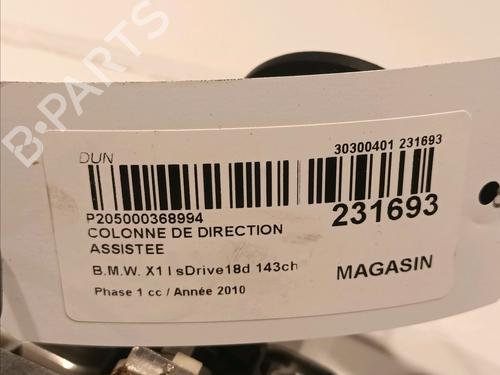 B-PARTS
DUN
30300401 231693
P205000368994
231693
COLONNE DE DIRECTION
ASSISTEE
B.M.W. X1 I sDrive18d 143ch
MAGASIN
Phase 1 cc / Année 2010